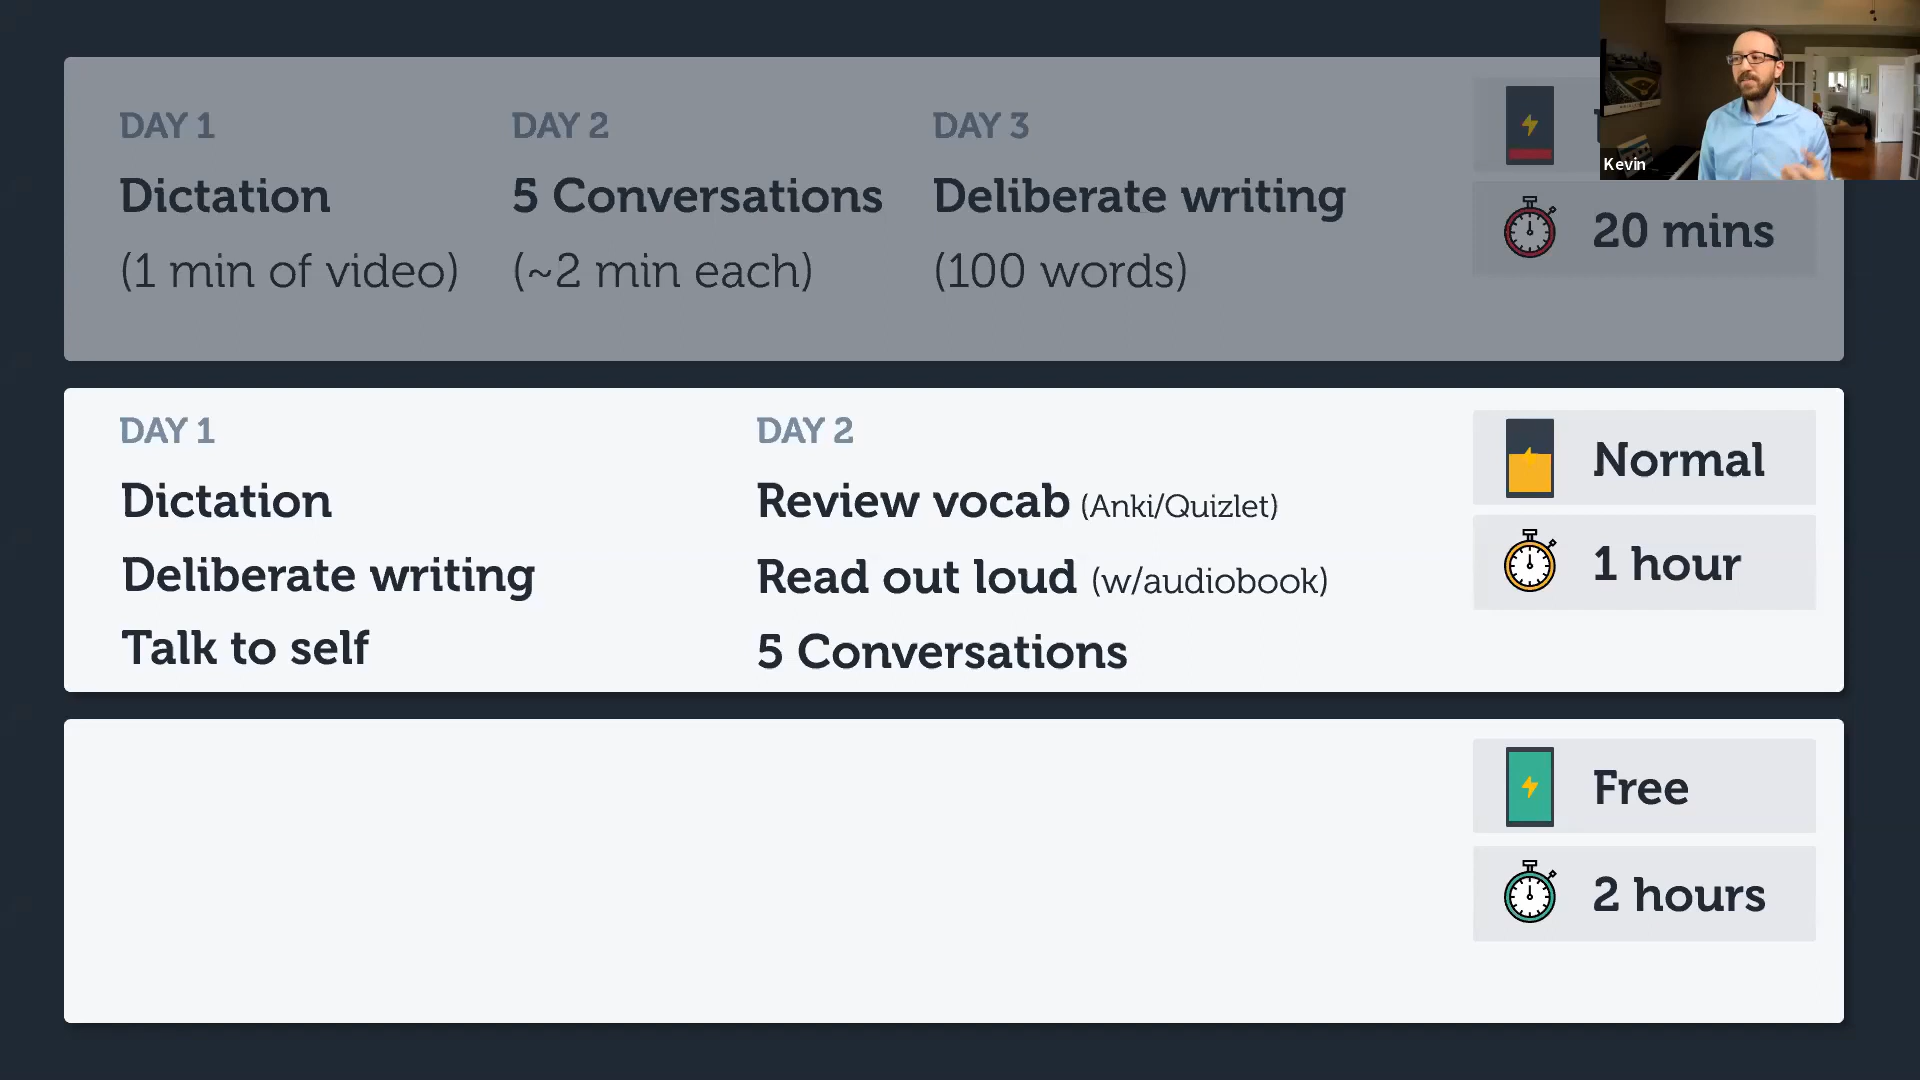 DAY 1
Dictation
(1 min of video)
DAY 2
5 Conversations
(~2 min each)
DAY 3
Deliberate writing
(100 words)
20 mins
Kevin
DAY 1
Dictation
Deliberate writing
Talk to self
DAY 2
Review vocab (Anki/Quizlet)
Read out loud (w/audiobook)
5 Conversations
Normal
1 hour
Free
2 hours